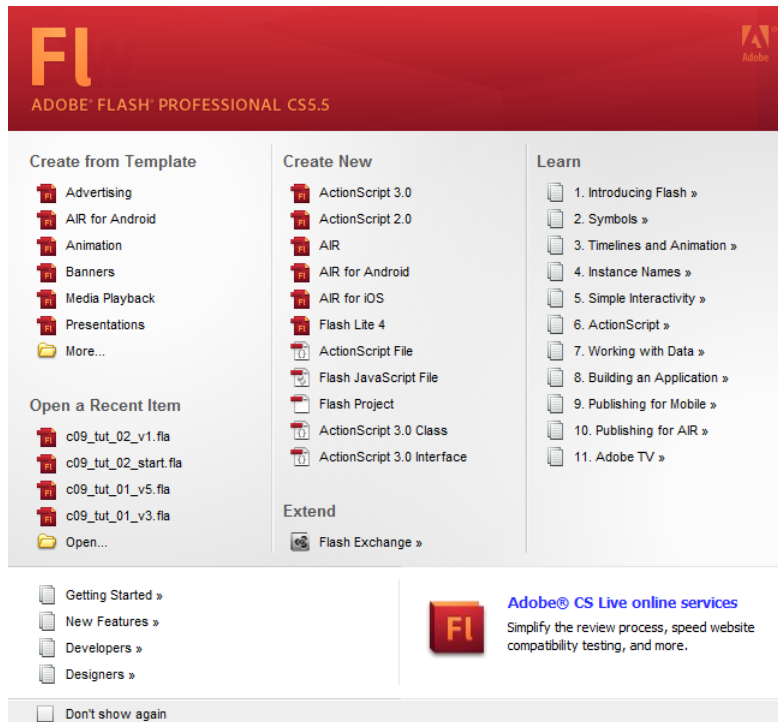 Fl
Adobe
ADOBE® FLASH® PROFESSIONAL CS5.5
Create from Template
Advertising
AIR for Android
Animation
Banners
Media Playback
Presentations
More...
Open a Recent Item
c09_tut_02_v1.fla
c09_tut_02_start.fla
c09_tut_01_v5.fla
c09_tut_01_v3.fla
Open...
Create New
ActionScript 3.0
ActionScript 2.0
AIR
AIR for Android
AIR for iOS
Flash Lite 4
ActionScript File
Flash JavaScript File
Flash Project
ActionScript 3.0 Class
ActionScript 3.0 Interface
Extend
Flash Exchange »
Learn
1. Introducing Flash »
2. Symbols »
3. Timelines and Animation »
4. Instance Names »
5. Simple Interactivity »
6. ActionScript »
7. Working with Data »
8. Building an Application »
9. Publishing for Mobile »
10. Publishing for AIR »
11. Adobe TV »
Getting Started »
New Features »
Developers »
Designers »
Fl
Adobe® CS Live online services
Simplify the review process, speed website
compatibility testing, and more.
Don't show again